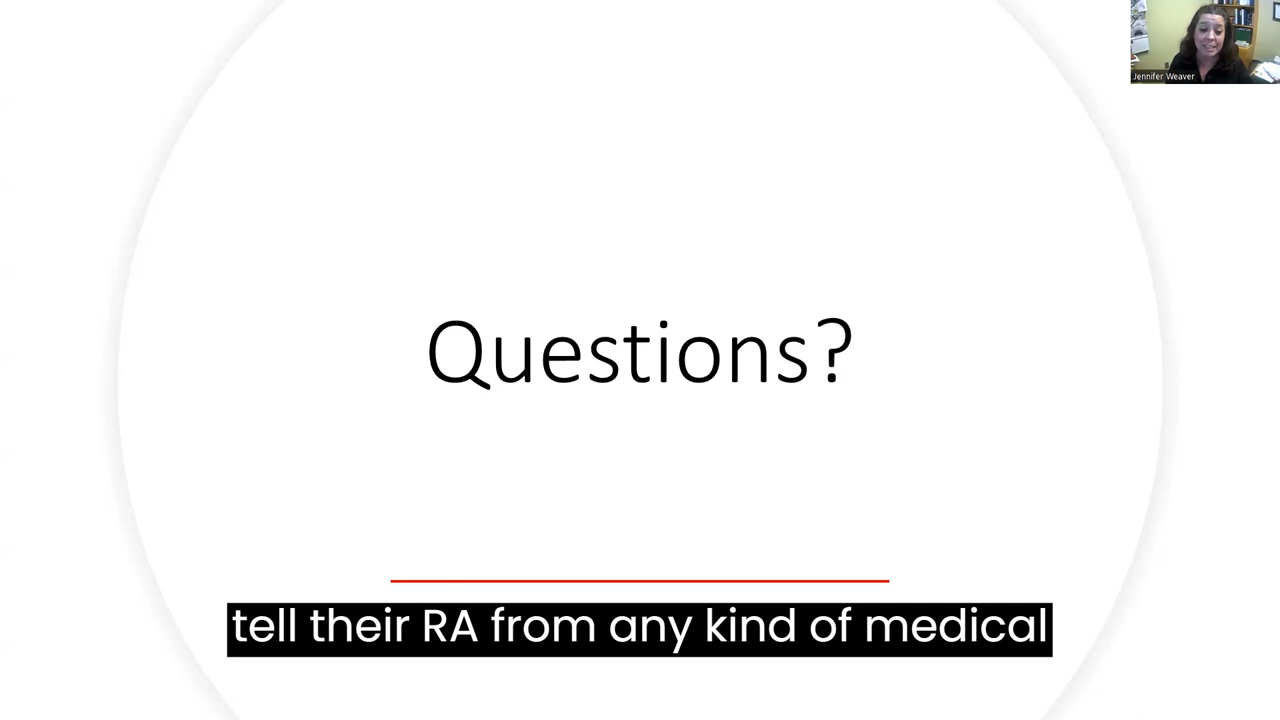 Jennifer Weaver
Questions?
tell their RA from any kind of medical